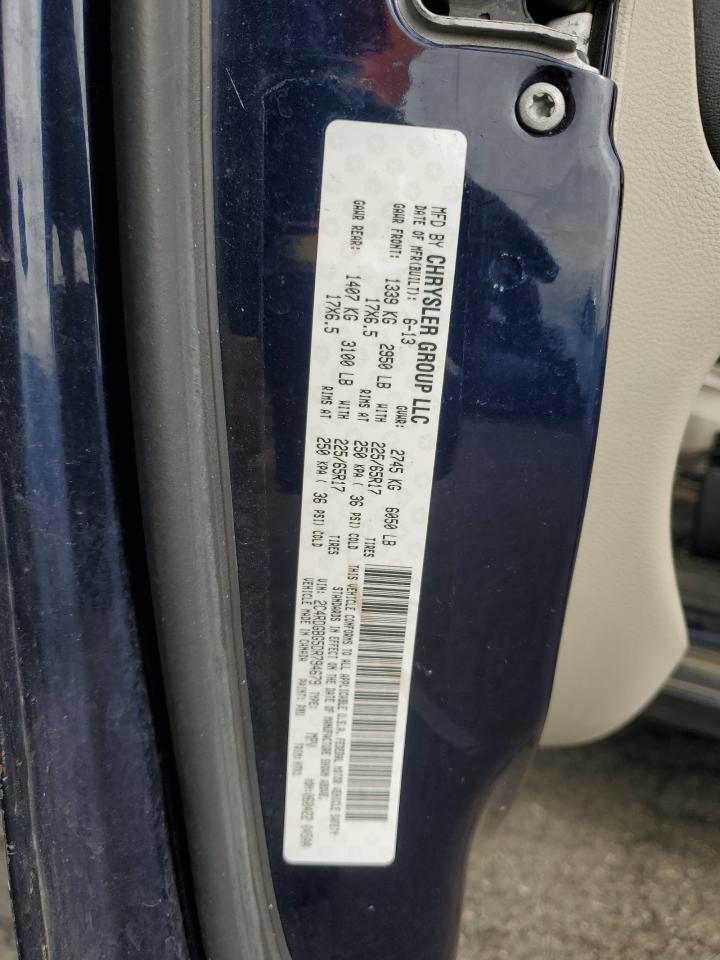 MFD BY CHRYSLER GROUP LLC
DATE OF MFR(BUILT): 6-13 GVWR: 2745 KG 6050 LB
GAWR FRONT: 1339 KG 2950 LB WITH 225/65R17 TIRES
17X6.5 RIMS AT 250 KPA ( 36 PSI) COLD
GAWR REAR: 1407 KG 3100 LB WITH 225/65R17 TIRES
17X6.5 RIMS AT 250 KPA ( 36 PSI) COLD
THIS VEHICLE CONFORMS TO ALL APPLICABLE U.S.A. FEDERAL MOTOR VEHICLE SAFETY
STANDARDS IN EFFECT ON THE DATE OF MANUFACTURE SHOWN ABOVE.
VIN: 2C4RDGBG5DR794679 TYPE: MPV
VEHICLE MADE IN CANADA PAINT: